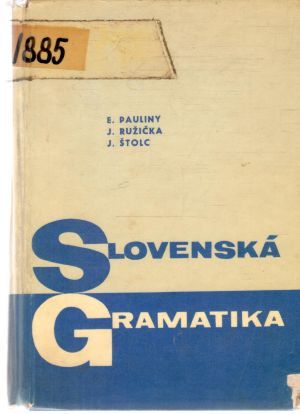 1885
E. PAULINY
J. RUŽIČKA
J. ŠTOLC
SLOVENSKÁ
GRAMATIKA